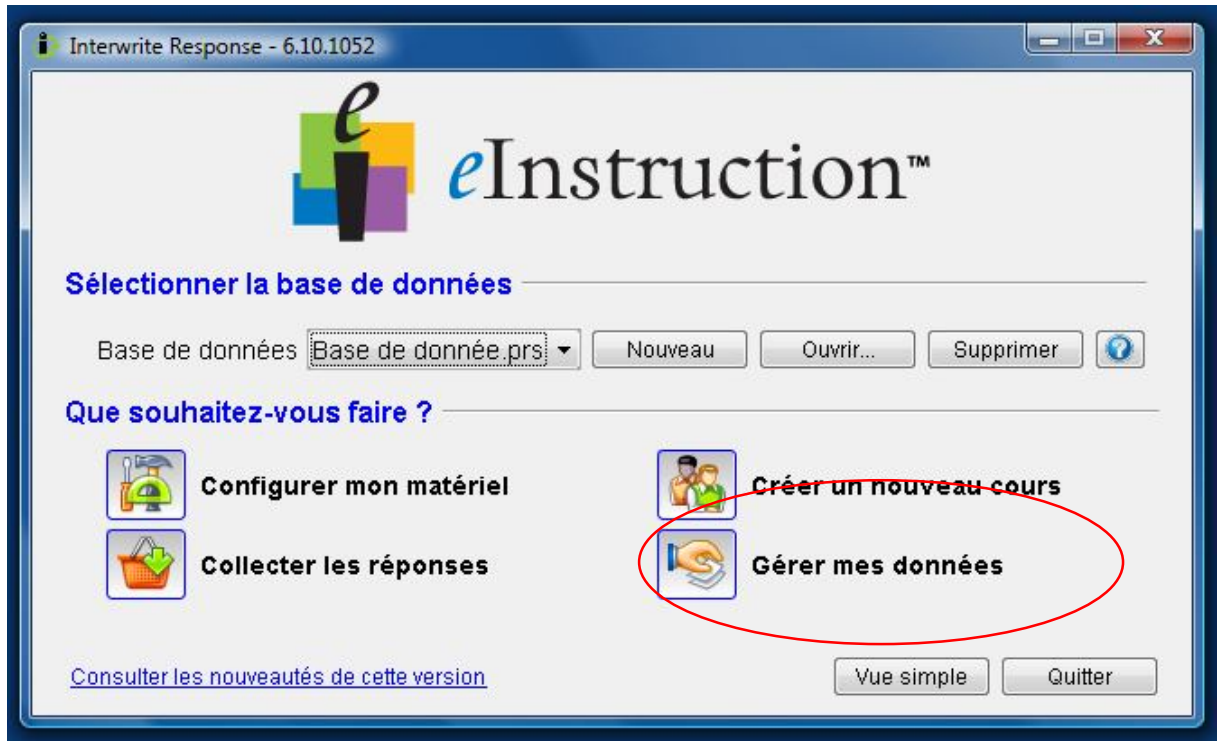 Interwrite Response - 6.10.1052
eInstruction™
Sélectionner la base de données
Base de données Base de donnée.prs Nouveau Ouvrir... Supprimer ?
Que souhaitez-vous faire ?
Configurer mon matériel Créer un nouveau cours
Collecter les réponses Gérer mes données
Consulter les nouveautés de cette version Vue simple Quitter